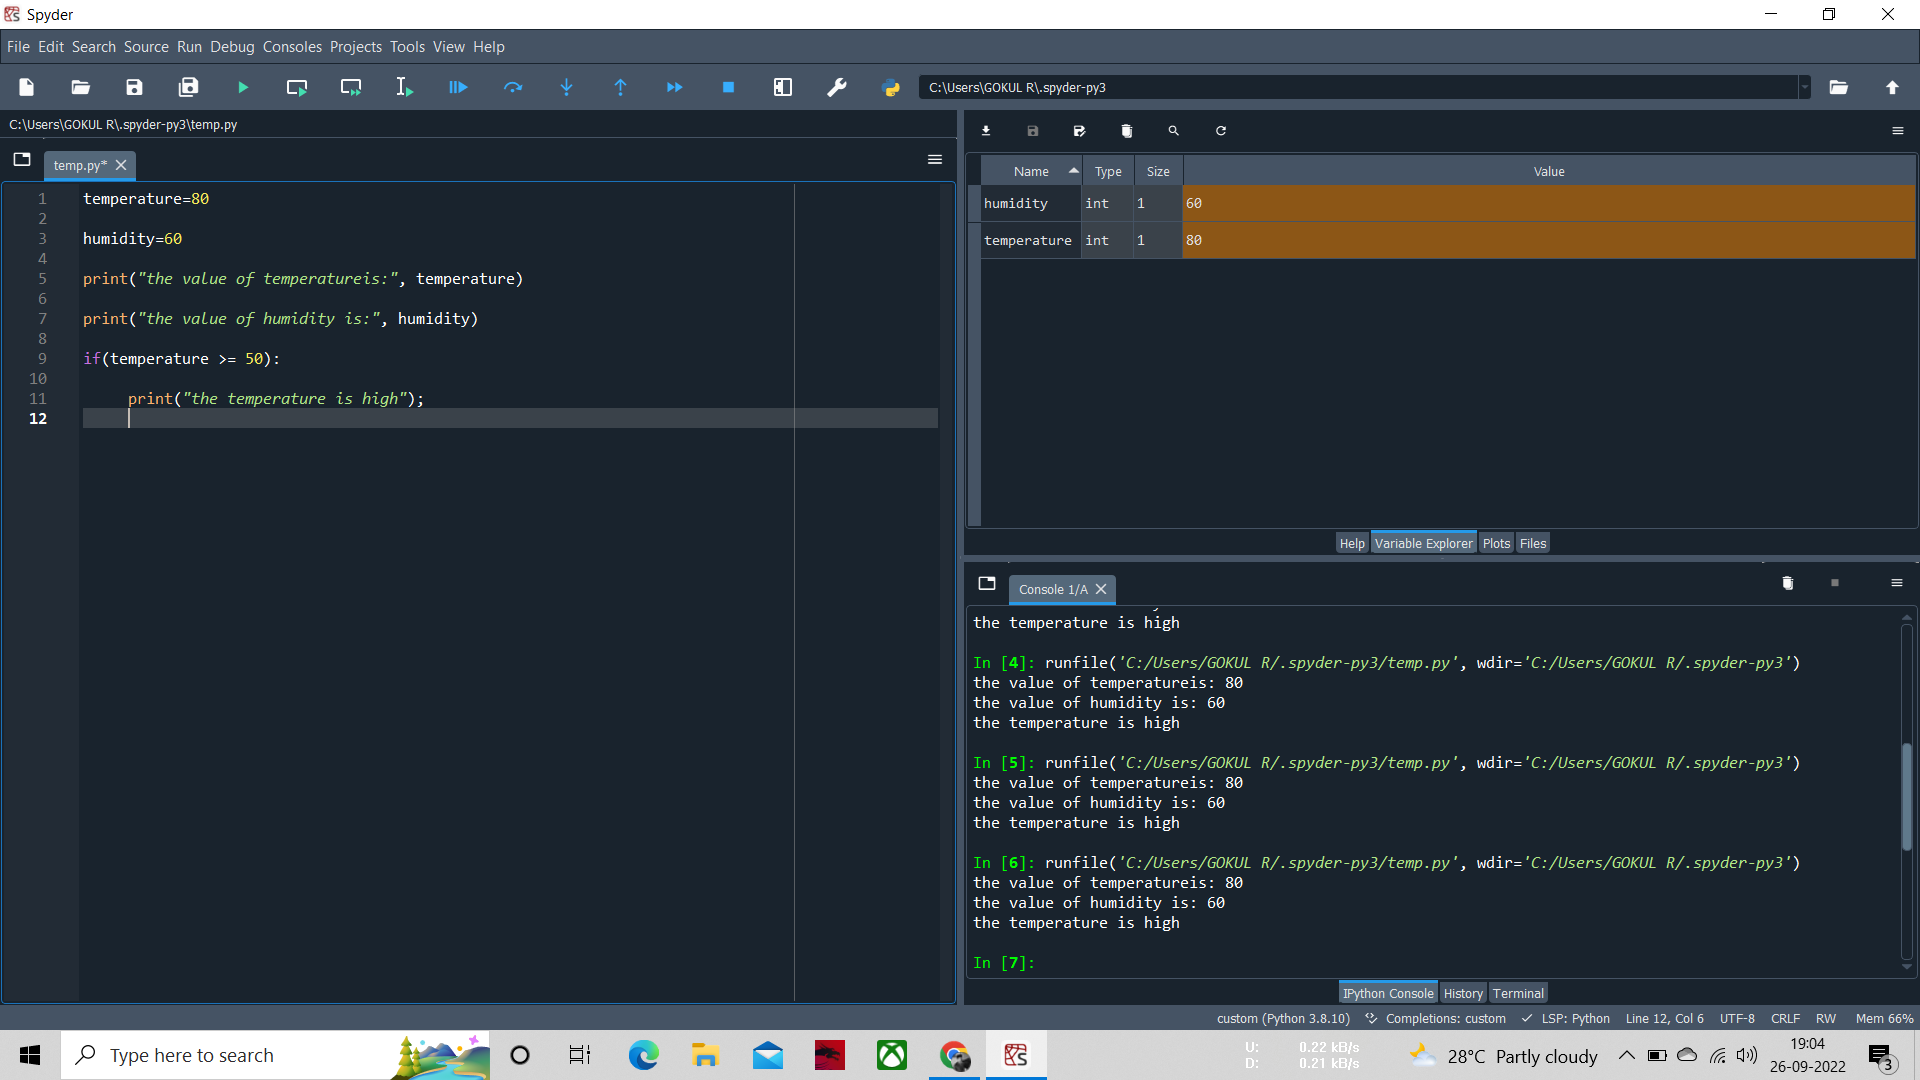 Spyder
File Edit Search Source Run Debug Consoles Projects Tools View Help
C:\Users\GOKUL R\.spyder-py3
C:\Users\GOKUL R\.spyder-py3\temp.py
temp.py*
1 temperature=80
2
3 humidity=60
4
5 print("the value of temperatureis:", temperature)
6
7 print("the value of humidity is:", humidity)
8
9 if(temperature >= 50):
10
11 print("the temperature is high");
12
Name Type Size Value
humidity int 1 60
temperature int 1 80
Help Variable Explorer Plots Files
Console 1/A
the temperature is high
In [4]: runfile('C:/Users/GOKUL R/.spyder-py3/temp.py', wdir='C:/Users/GOKUL R/.spyder-py3')
the value of temperatureis: 80
the value of humidity is: 60
the temperature is high
In [5]: runfile('C:/Users/GOKUL R/.spyder-py3/temp.py', wdir='C:/Users/GOKUL R/.spyder-py3')
the value of temperatureis: 80
the value of humidity is: 60
the temperature is high
In [6]: runfile('C:/Users/GOKUL R/.spyder-py3/temp.py', wdir='C:/Users/GOKUL R/.spyder-py3')
the value of temperatureis: 80
the value of humidity is: 60
the temperature is high
In [7]:
IPython Console History Terminal
custom (Python 3.8.10) Completions: custom LSP: Python Line 12, Col 6 UTF-8 CRLF RW Mem 66%
Type here to search
U: 0.22 kB/s
D: 0.21 kB/s
28°C Partly cloudy
19:04
26-09-2022
3